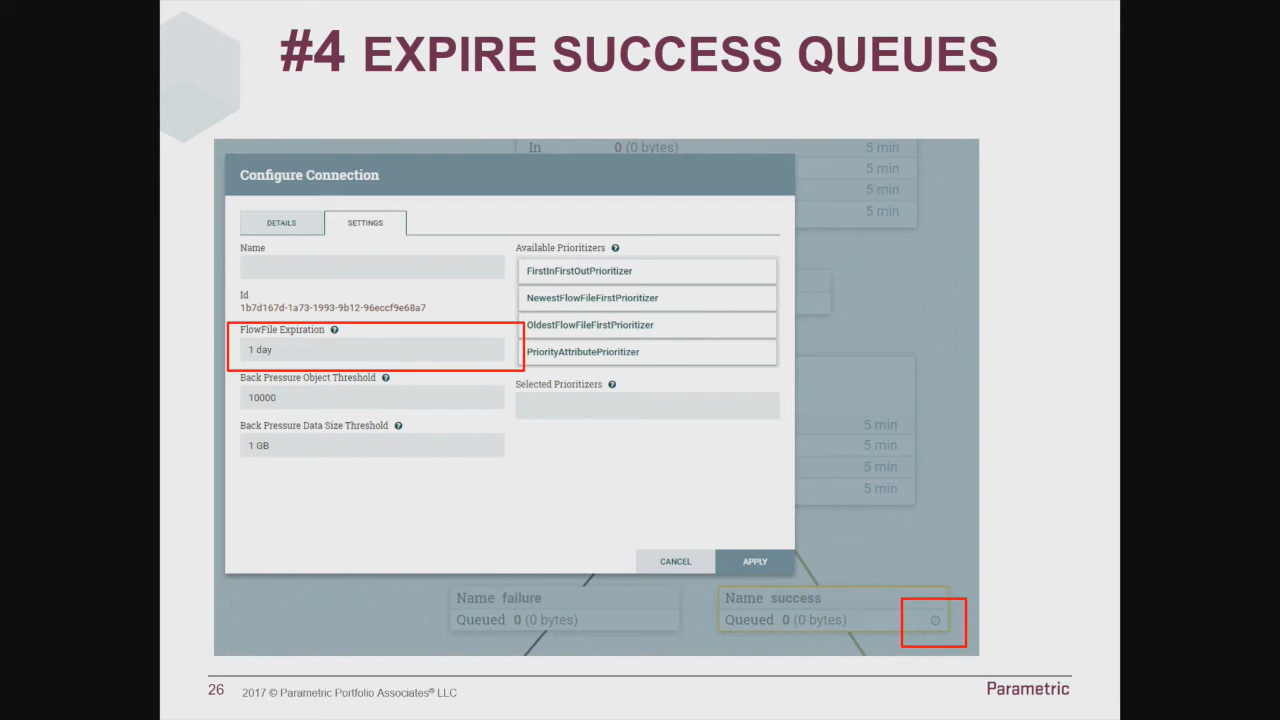 #4 EXPIRE SUCCESS QUEUES
In 0 (0 bytes) 5 min
5 min
5 min
5 min
Configure Connection
DETAILS SETTINGS
Name
Id
1b7d167d-1a73-1993-9b12-96eccf9e68a7
FlowFile Expiration ?
1 day
Back Pressure Object Threshold ?
10000
Back Pressure Data Size Threshold ?
1 GB
Available Prioritizers ?
FirstInFirstOutPrioritizer
NewestFlowFileFirstPrioritizer
OldestFlowFileFirstPrioritizer
PriorityAttributePrioritizer
Selected Prioritizers ?
5 min
5 min
5 min
5 min
CANCEL APPLY
Name failure
Queued 0 (0 bytes)
Name success
Queued 0 (0 bytes)
26 2017 © Parametric Portfolio Associates® LLC
Parametric